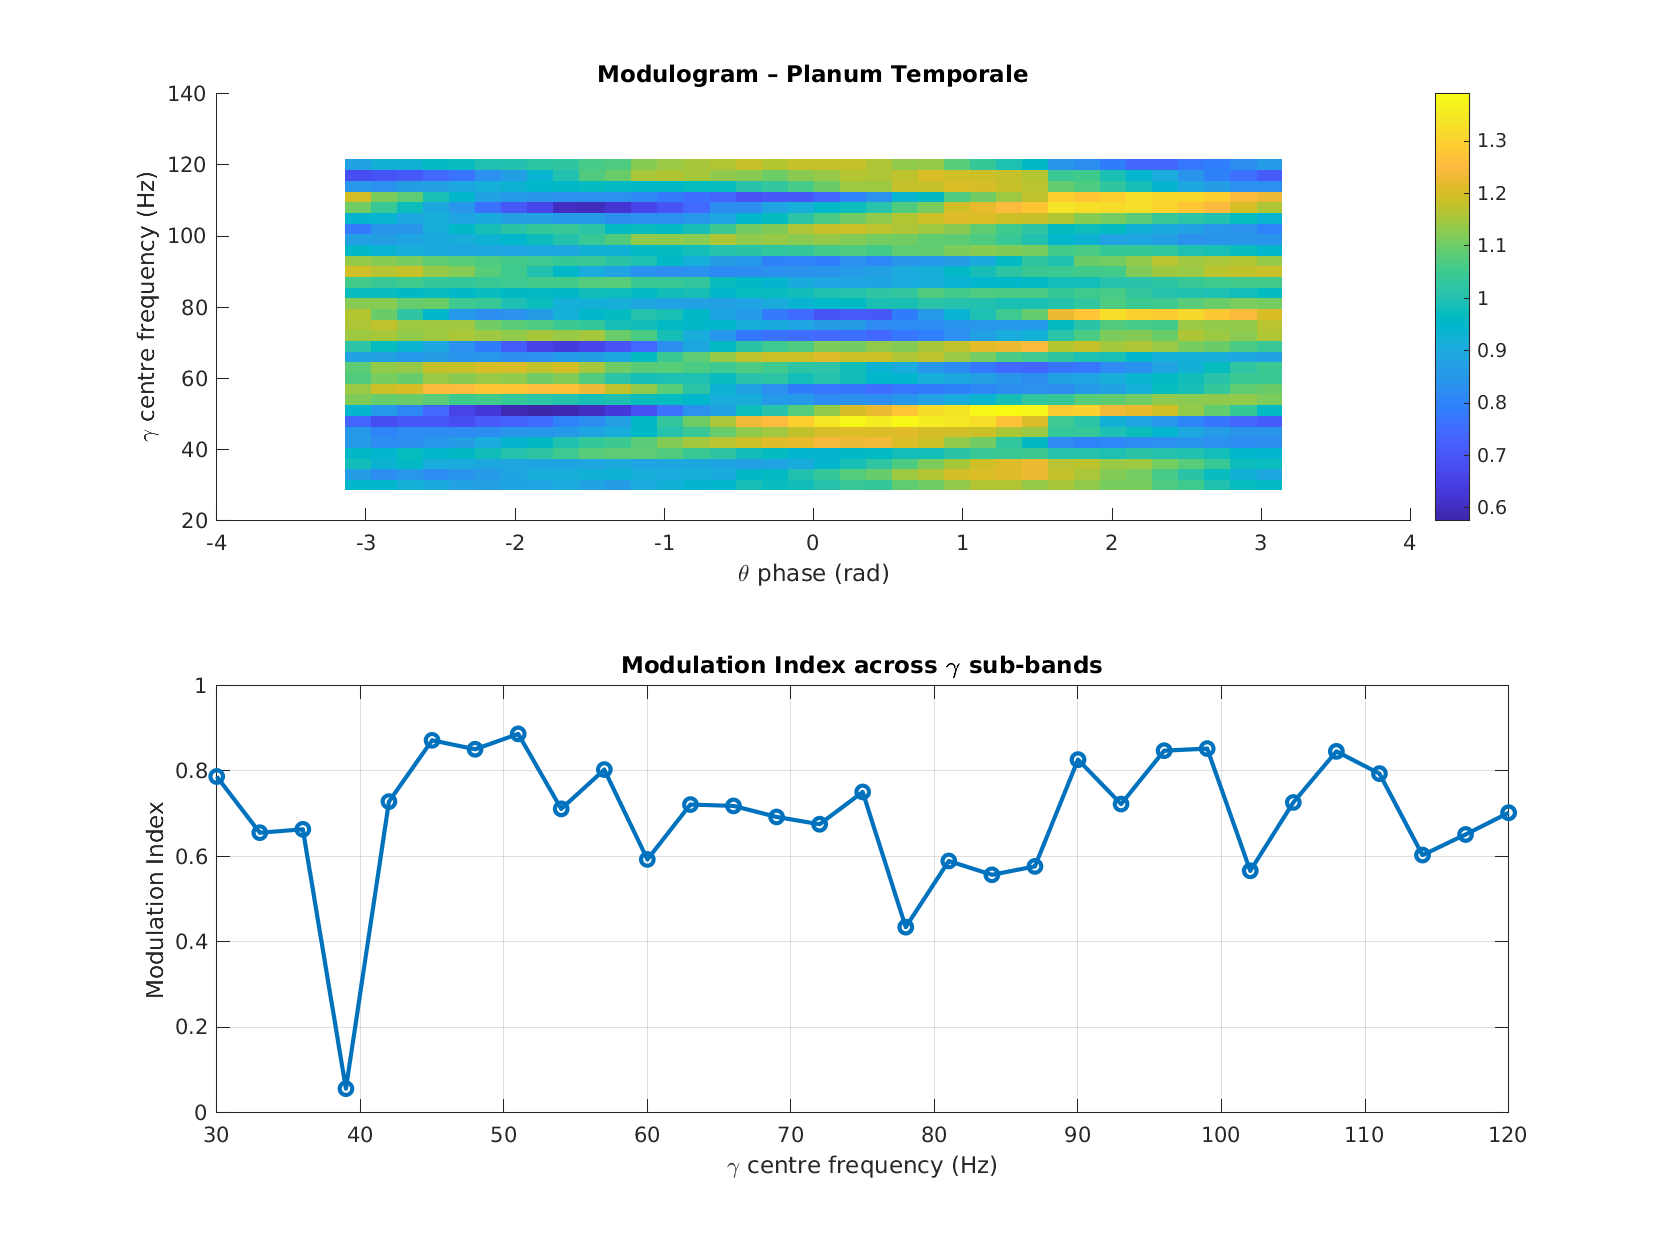 Modulogram – Planum Temporale
140
120
100
80
60
40
20
γ centre frequency (Hz)
-4 -3 -2 -1 0 1 2 3 4
θ phase (rad)
1.3
1.2
1.1
1
0.9
0.8
0.7
0.6
Modulation Index across γ sub-bands
1
0.8
0.6
0.4
0.2
0
Modulation Index
30 40 50 60 70 80 90 100 110 120
γ centre frequency (Hz)